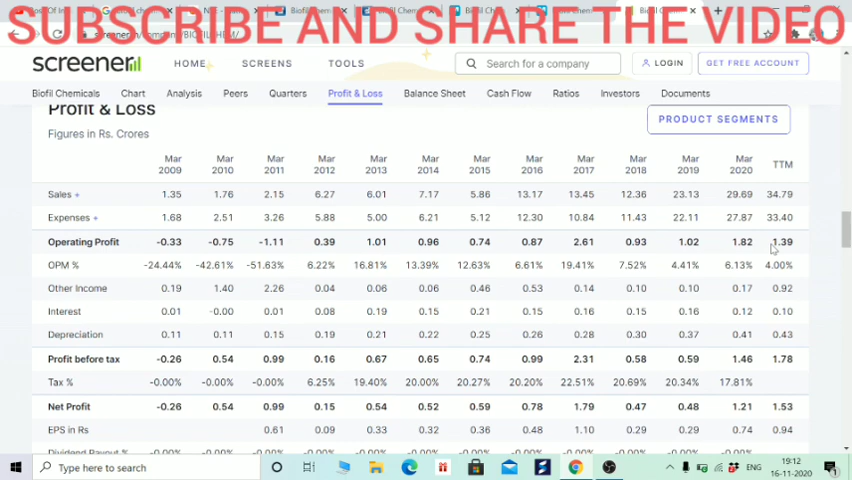 SUBSCRIBE AND SHARE THE VIDEO
screener
HOME
SCREENS
TOOLS
Search for a company
LOGIN
GET FREE ACCOUNT
Biofil Chemicals Chart Analysis Peers Quarters Profit & Loss Balance Sheet Cash Flow Ratios Investors Documents
Profit & Loss
Figures in Rs. Crores
PRODUCT SEGMENTS
Mar 2009 Mar 2010 Mar 2011 Mar 2012 Mar 2013 Mar 2014 Mar 2015 Mar 2016 Mar 2017 Mar 2018 Mar 2019 Mar 2020 TTM
Sales + 1.35 1.76 2.15 6.27 6.01 7.17 5.86 13.17 13.45 12.36 23.13 29.69 34.79
Expenses + 1.68 2.51 3.26 5.88 5.00 6.21 5.12 12.30 10.84 11.43 22.11 27.87 33.40
Operating Profit -0.33 -0.75 -1.11 0.39 1.01 0.96 0.74 0.87 2.61 0.93 1.02 1.82 1.39
OPM % -24.44% -42.61% -51.63% 6.22% 16.81% 13.39% 12.63% 6.61% 19.41% 7.52% 4.41% 6.13% 4.00%
Other Income 0.19 1.40 2.26 0.04 0.06 0.06 0.46 0.53 0.14 0.10 0.10 0.17 0.92
Interest 0.01 -0.00 0.01 0.08 0.19 0.15 0.21 0.15 0.16 0.15 0.16 0.12 0.10
Depreciation 0.11 0.11 0.15 0.19 0.21 0.22 0.25 0.26 0.28 0.30 0.37 0.41 0.43
Profit before tax -0.26 0.54 0.99 0.16 0.67 0.65 0.74 0.99 2.31 0.58 0.59 1.46 1.78
Tax % -0.00% -0.00% -0.00% 6.25% 19.40% 20.00% 20.27% 20.20% 22.51% 20.69% 20.34% 17.81%
Net Profit -0.26 0.54 0.99 0.15 0.54 0.52 0.59 0.78 1.79 0.47 0.48 1.21 1.53
EPS in Rs 0.61 0.09 0.33 0.32 0.36 0.48 1.10 0.29 0.29 0.74 0.94
Dividend Payout %
Type here to search
ENG
19:12
16-11-2020